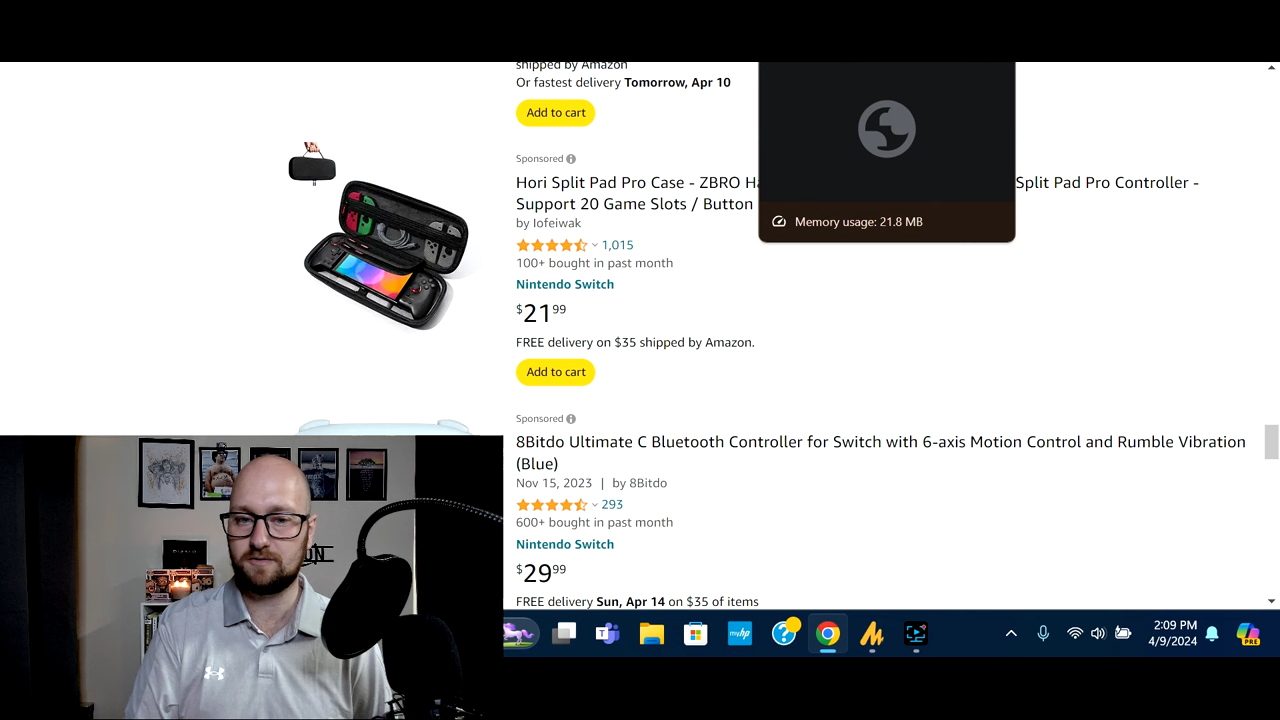 shipped by Amazon
Or fastest delivery Tomorrow, Apr 10
Add to cart
Sponsored
Hori Split Pad Pro Case - ZBRO Split Pad Pro Controller -
Support 20 Game Slots / Button
Memory usage: 21.8 MB
by Iofeiwak
1,015
100+ bought in past month
Nintendo Switch
$21 99
FREE delivery on $35 shipped by Amazon.
Add to cart
Sponsored
8Bitdo Ultimate C Bluetooth Controller for Switch with 6-axis Motion Control and Rumble Vibration
(Blue)
Nov 15, 2023 | by 8Bitdo
293
600+ bought in past month
Nintendo Switch
$29 99
FREE delivery Sun, Apr 14 on $35 of items
myhp
2:09 PM
4/9/2024
PRE